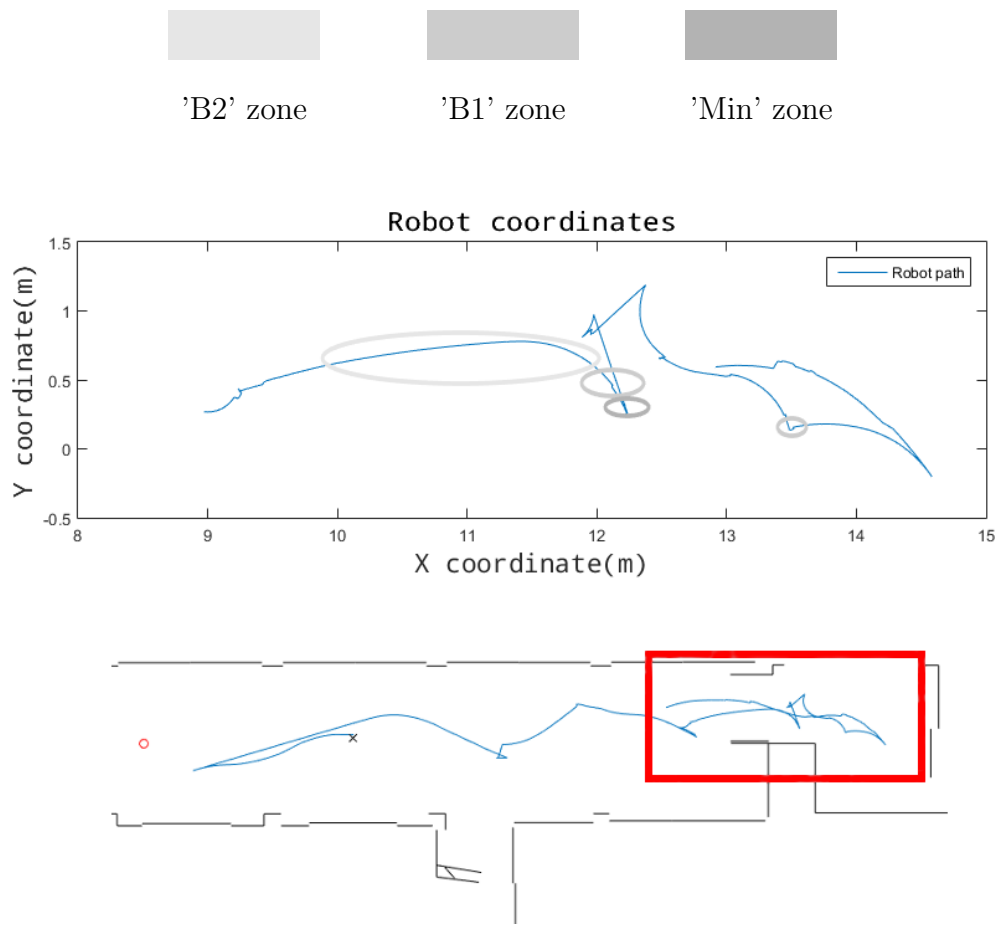 'B2' zone 'B1' zone 'Min' zone
Robot coordinates
Robot path
Y coordinate(m)
1.5
1
0.5
0
-0.5
8 9 10 11 12 13 14 15
X coordinate(m)